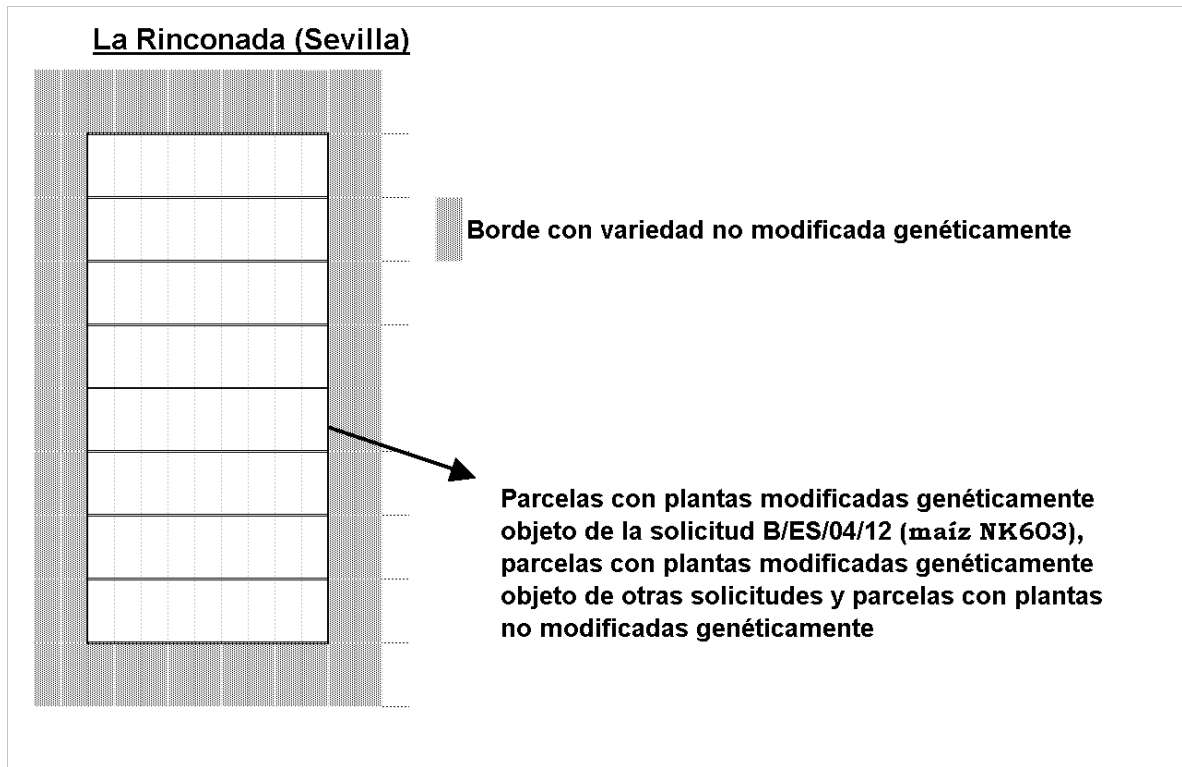 La Rinconada (Sevilla)
Borde con variedad no modificada genéticamente
Parcelas con plantas modificadas genéticamente
objeto de la solicitud B/ES/04/12 (maíz NK603),
parcelas con plantas modificadas genéticamente
objeto de otras solicitudes y parcelas con plantas
no modificadas genéticamente